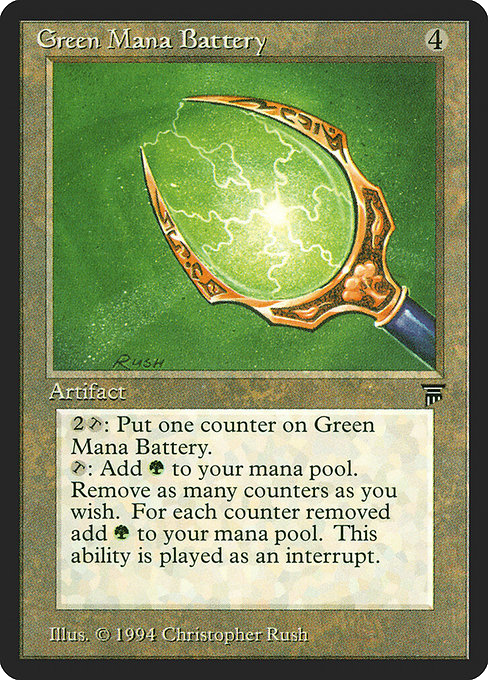 Green Mana Battery 4
RUSH
Artifact
2: Put one counter on Green
Mana Battery.
: Add to your mana pool.
Remove as many counters as you
wish. For each counter removed
add to your mana pool. This
ability is played as an interrupt.
Illus. © 1994 Christopher Rush